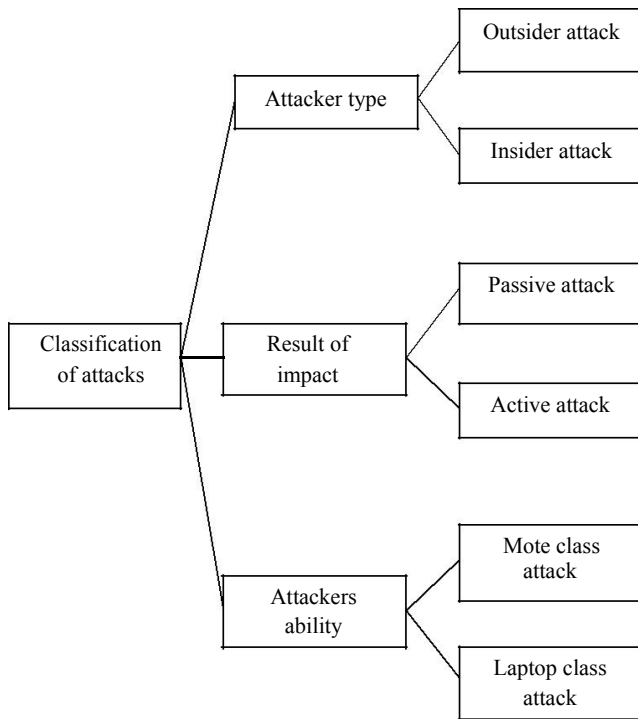 Outsider attack
Attacker type
Insider attack
Passive attack
Classification
of attacks
Result of
impact
Active attack
Mote class
attack
Attackers
ability
Laptop class
attack